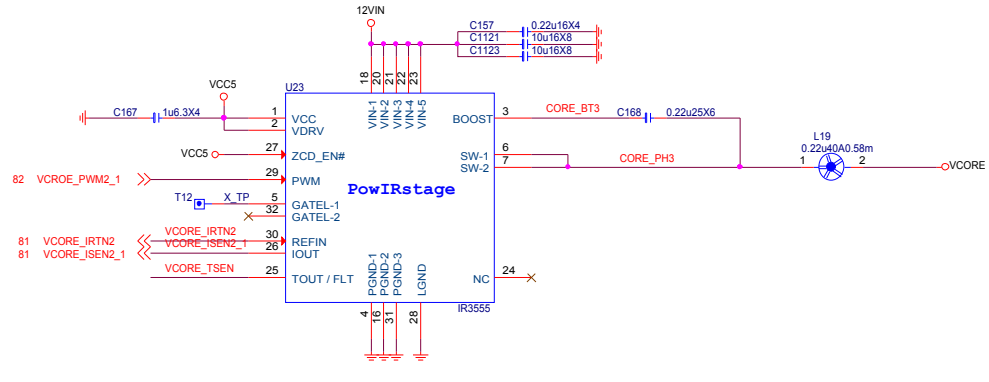 12VIN
C157 0.22u16X4
C1121 10u16X8
C1123 10u16X8
18 20 21 22 23
VCC5
U23
C167 1u6.3X4
1 VCC
2 VDRV
VIN-1 VIN-2 VIN-3 VIN-4 VIN-5
BOOST 3 CORE_BT3
C168 0.22u25X6
VCC5 27 ZCD_EN#
SW-1 6
SW-2 7 CORE_PH3
L19
0.22u40A0.58m
1 2 VCORE
82 VCROE_PWM2_1 29 PWM
PowIRstage
T12 X_TP 5 GATEL-1
32 GATEL-2
VCORE_IRTN2
81 VCORE_IRTN2 30 REFIN
VCORE_ISEN2_1
81 VCORE_ISEN2_1 26 IOUT
VCORE_TSEN 25 TOUT / FLT
PGND-1 PGND-2 PGND-3 LGND
NC 24
IR3555
4 16 31 28